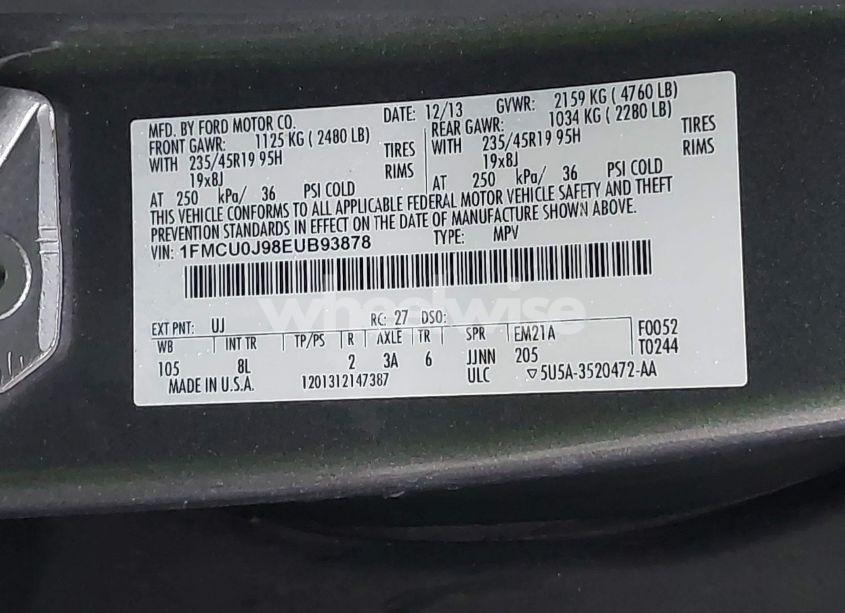 MFD. BY FORD MOTOR CO. DATE: 12/13 GVWR: 2159 KG ( 4760 LB)
FRONT GAWR: 1125 KG ( 2480 LB) REAR GAWR: 1034 KG ( 2280 LB)
WITH 235/45R19 95H TIRES WITH 235/45R19 95H TIRES
19x8J RIMS 19x8J RIMS
AT 250 kPa/ 36 PSI COLD AT 250 kPa/ 36 PSI COLD
THIS VEHICLE CONFORMS TO ALL APPLICABLE FEDERAL MOTOR VEHICLE SAFETY AND THEFT
PREVENTION STANDARDS IN EFFECT ON THE DATE OF MANUFACTURE SHOWN ABOVE.
VIN: 1FMCU0J98EUB93878 TYPE: MPV
wheelwise
EXT PNT: UJ RC: 27 DSO: F0052
WB INT TR TP/PS R AXLE TR SPR EM21A T0244
105 8L 2 3A 6 JJNN 205
MADE IN U.S.A. 1201312147387 ULC ▽5U5A-3520472-AA